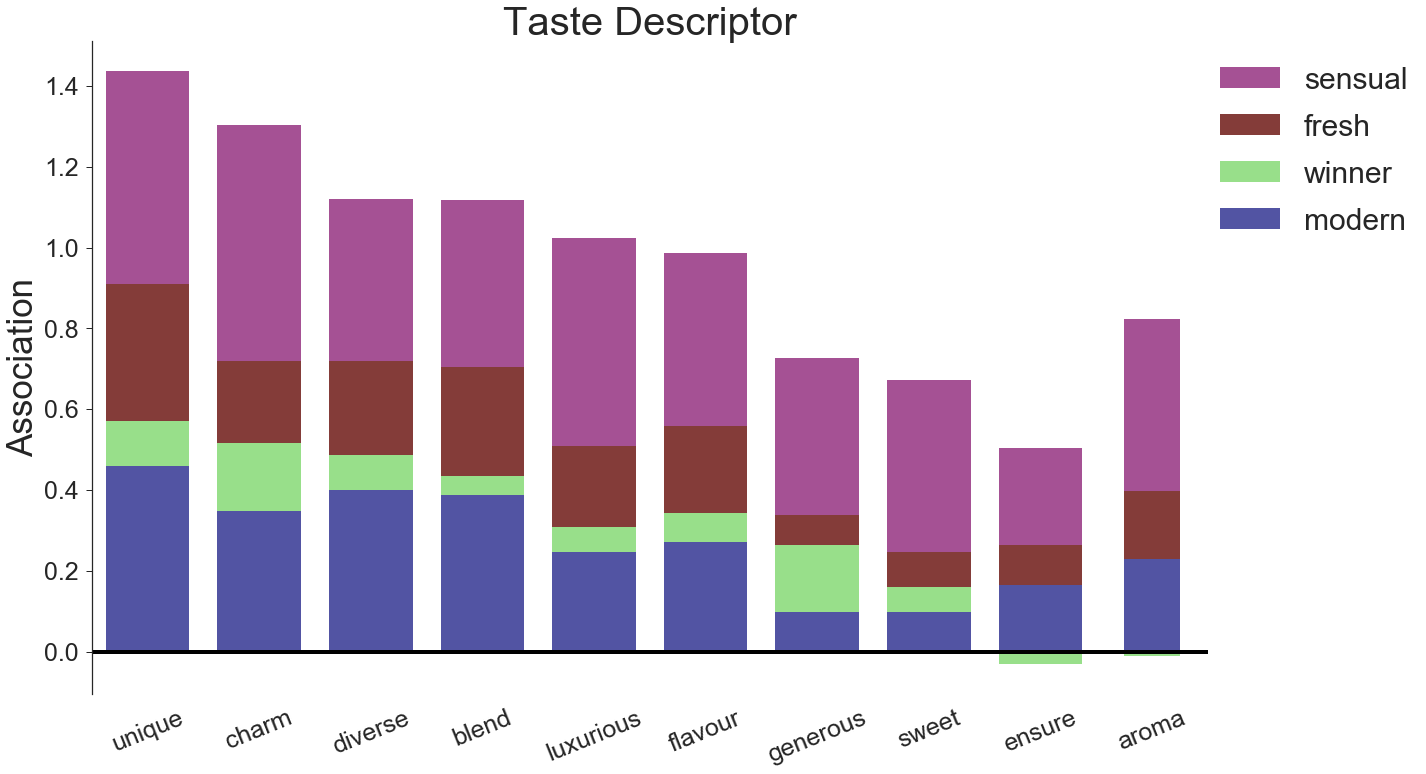 Taste Descriptor
sensual
fresh
winner
modern
Association
1.4
1.2
1.0
0.8
0.6
0.4
0.2
0.0
unique
charm
diverse
blend
luxurious
flavour
generous
sweet
ensure
aroma